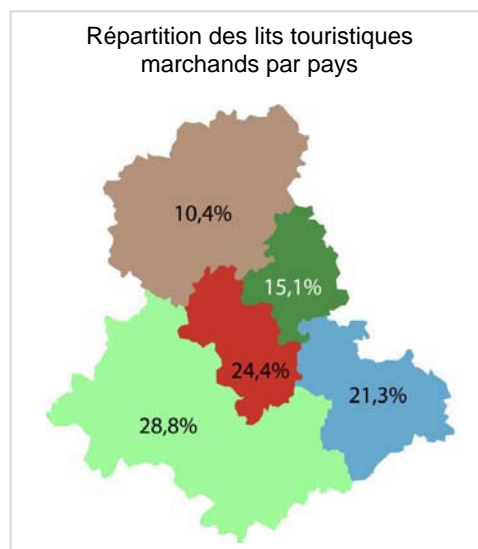 Répartition des lits touristiques
marchands par pays
10,4%
15,1%
24,4%
21,3%
28,8%